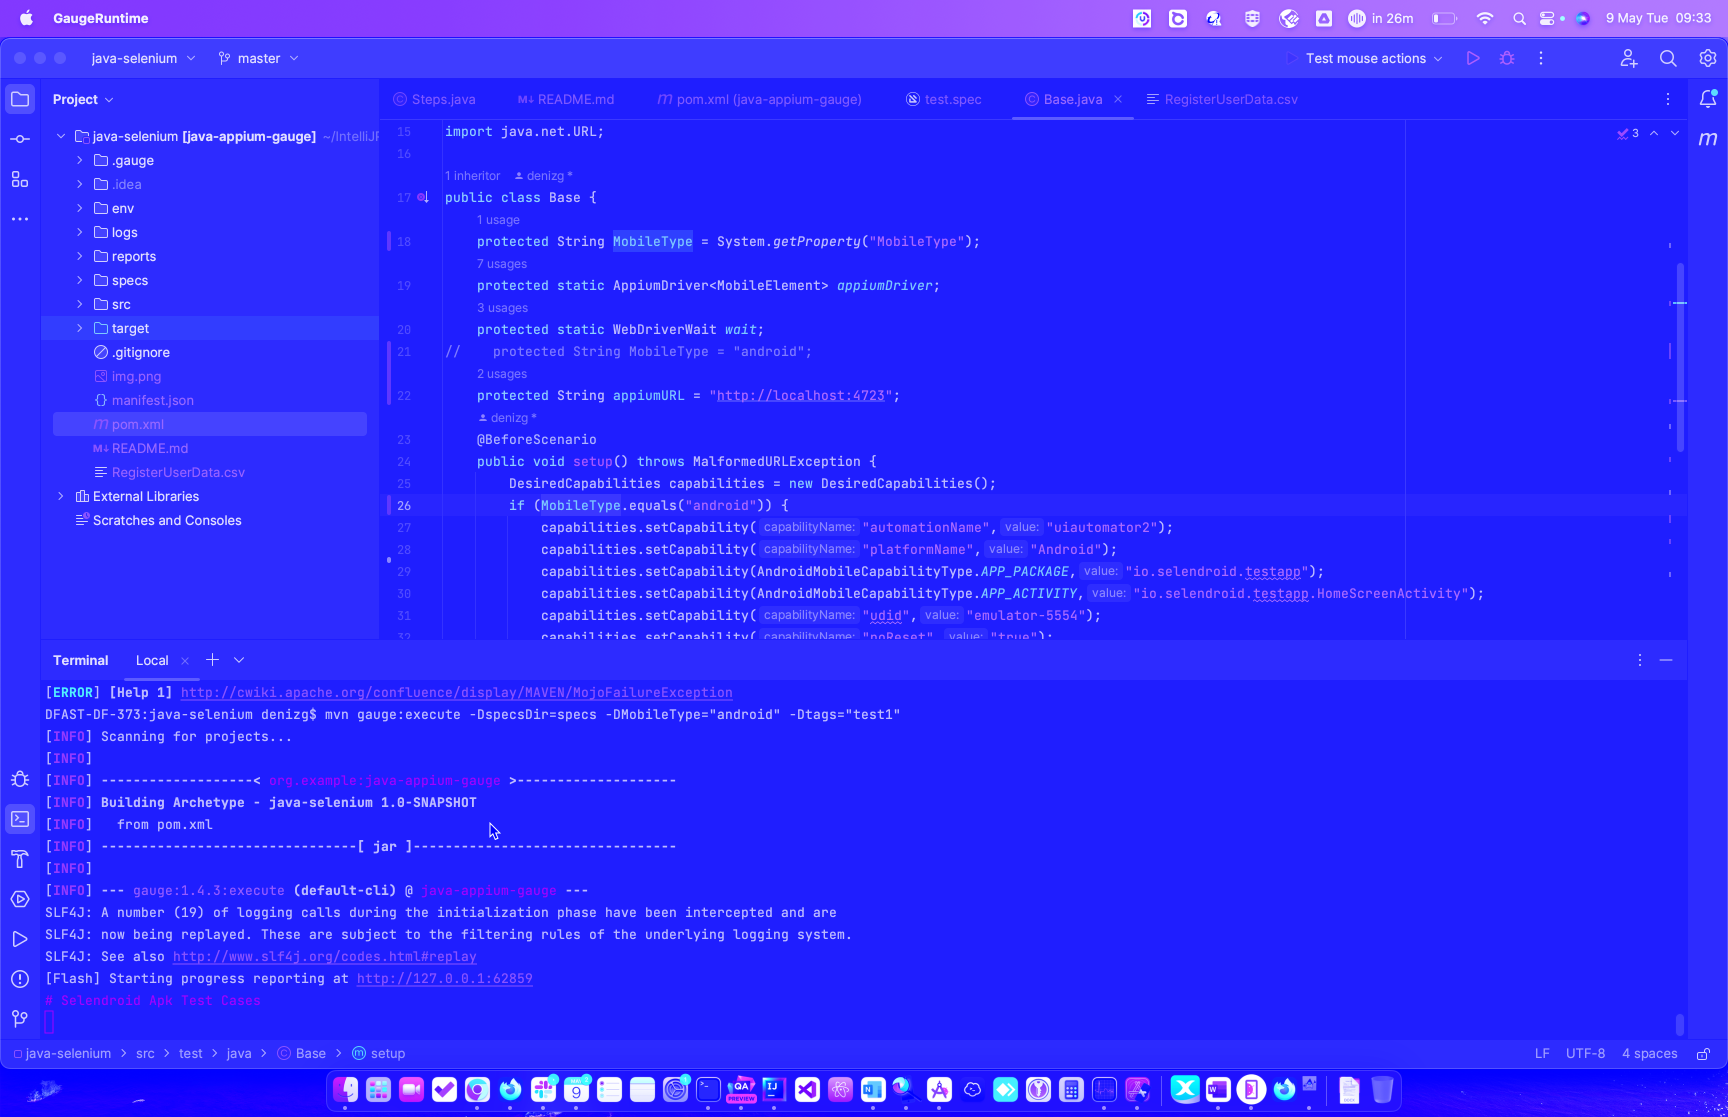 GaugeRuntime
in 26m
9 May Tue 09:33
java-selenium
master
Test mouse actions
Project
Steps.java
M↓ README.md
pom.xml (java-appium-gauge)
test.spec
Base.java
RegisterUserData.csv
java-selenium [java-appium-gauge] ~/IntelliJF
.gauge
.idea
env
logs
reports
specs
src
target
.gitignore
img.png
manifest.json
pom.xml
README.md
RegisterUserData.csv
External Libraries
Scratches and Consoles
3
15 import java.net.URL;
16
1 inheritor denizg *
17 public class Base {
1 usage
18 protected String MobileType = System.getProperty("MobileType");
7 usages
19 protected static AppiumDriver<MobileElement> appiumDriver;
3 usages
20 protected static WebDriverWait wait;
21 // protected String MobileType = "android";
2 usages
22 protected String appiumURL = "http://localhost:4723";
denizg *
23 @BeforeScenario
24 public void setup() throws MalformedURLException {
25 DesiredCapabilities capabilities = new DesiredCapabilities();
26 if (MobileType.equals("android")) {
27 capabilities.setCapability( capabilityName: "automationName", value: "uiautomator2");
28 capabilities.setCapability( capabilityName: "platformName", value: "Android");
29 capabilities.setCapability(AndroidMobileCapabilityType.APP_PACKAGE, value: "io.selendroid.testapp");
30 capabilities.setCapability(AndroidMobileCapabilityType.APP_ACTIVITY, value: "io.selendroid.testapp.HomeScreenActivity");
31 capabilities.setCapability( capabilityName: "udid", value: "emulator-5554");
32 capabilities.setCapability( capabilityName: "noReset", value: "true");
Terminal
Local
[ERROR] [Help 1] http://cwiki.apache.org/confluence/display/MAVEN/MojoFailureException
DFAST-DF-373:java-selenium denizg$ mvn gauge:execute -DspecsDir=specs -DMobileType="android" -Dtags="test1"
[INFO] Scanning for projects...
[INFO]
[INFO] -------------------< org.example:java-appium-gauge >--------------------
[INFO] Building Archetype - java-selenium 1.0-SNAPSHOT
[INFO]   from pom.xml
[INFO] --------------------------------[ jar ]---------------------------------
[INFO]
[INFO] --- gauge:1.4.3:execute (default-cli) @ java-appium-gauge ---
SLF4J: A number (19) of logging calls during the initialization phase have been intercepted and are
SLF4J: now being replayed. These are subject to the filtering rules of the underlying logging system.
SLF4J: See also http://www.slf4j.org/codes.html#replay
[Flash] Starting progress reporting at http://127.0.0.1:62859
# Selendroid Apk Test Cases
java-selenium > src > test > java > Base > setup
LF UTF-8 4 spaces